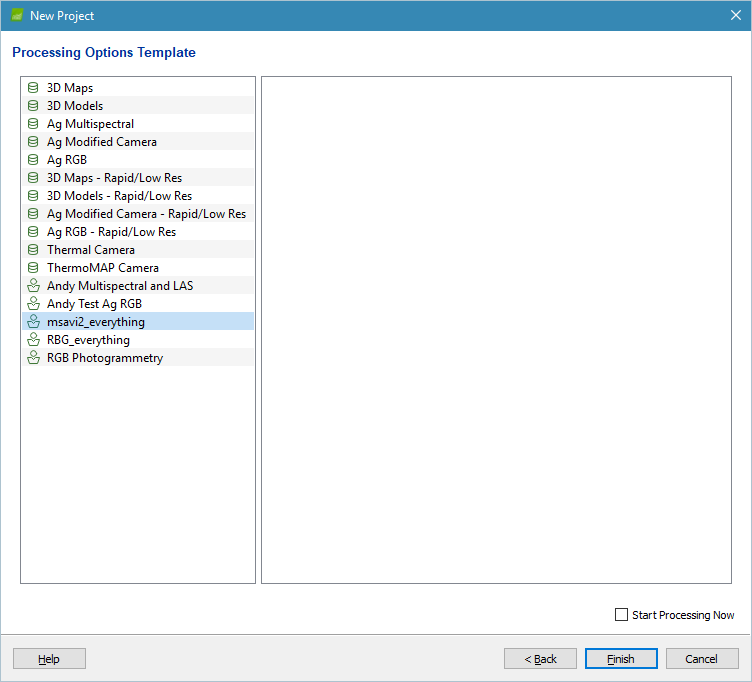 New Project
Processing Options Template
3D Maps
3D Models
Ag Multispectral
Ag Modified Camera
Ag RGB
3D Maps - Rapid/Low Res
3D Models - Rapid/Low Res
Ag Modified Camera - Rapid/Low Res
Ag RGB - Rapid/Low Res
Thermal Camera
ThermoMAP Camera
Andy Multispectral and LAS
Andy Test Ag RGB
msavi2_everything
RBG_everything
RGB Photogrammetry
Start Processing Now
Help < Back Finish Cancel